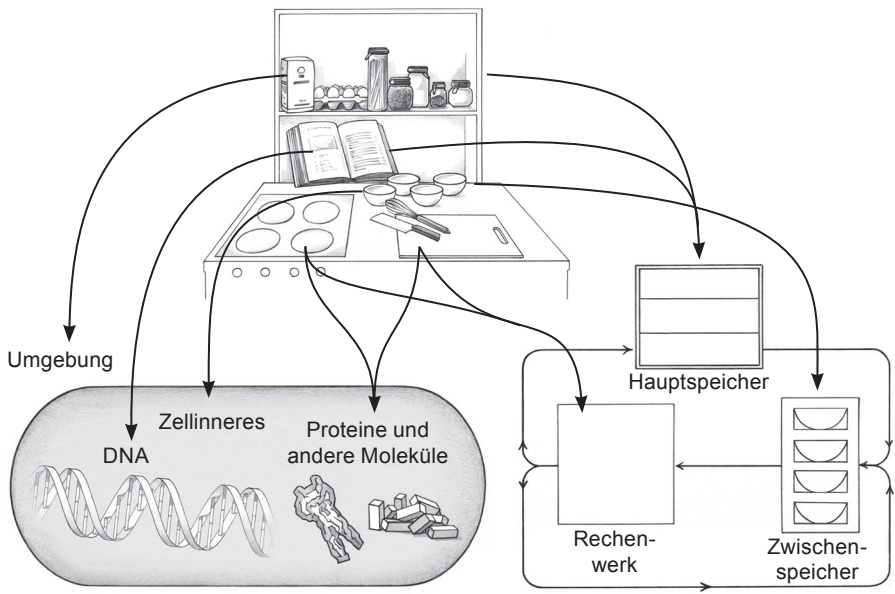 Umgebung
Zellinneres
DNA
Proteine und
andere Moleküle
Hauptspeicher
Rechen-
werk
Zwischen-
speicher